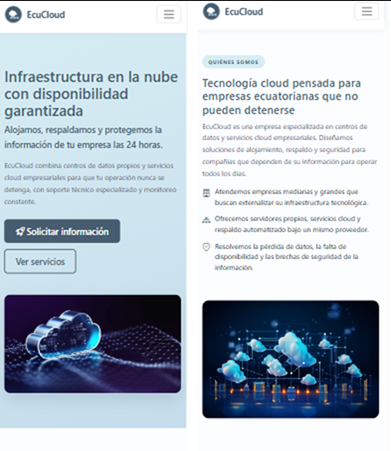 EcuCloud
Infraestructura en la nube
con disponibilidad
garantizada
Alojamos, respaldamos y protegemos la
información de tu empresa las 24 horas.
EcuCloud combina centros de datos propios y servicios
cloud empresariales para que tu operación nunca se
detenga, con soporte técnico especializado y monitoreo
constante.
Solicitar información
Ver servicios
EcuCloud
QUIÉNES SOMOS
Tecnología cloud pensada para
empresas ecuatorianas que no
pueden detenerse
EcuCloud es una empresa especializada en centros de
datos y servicios cloud empresariales. Diseñamos
soluciones de alojamiento, respaldo y seguridad para
compañías que dependen de su información para operar
todos los días.
Atendemos empresas medianas y grandes que
buscan externalizar su infraestructura tecnológica.
Ofrecemos servidores propios, servicios cloud y
respaldo automatizado bajo un mismo proveedor.
Resolvemos la pérdida de datos, la falta de
disponibilidad y las brechas de seguridad de la
información.